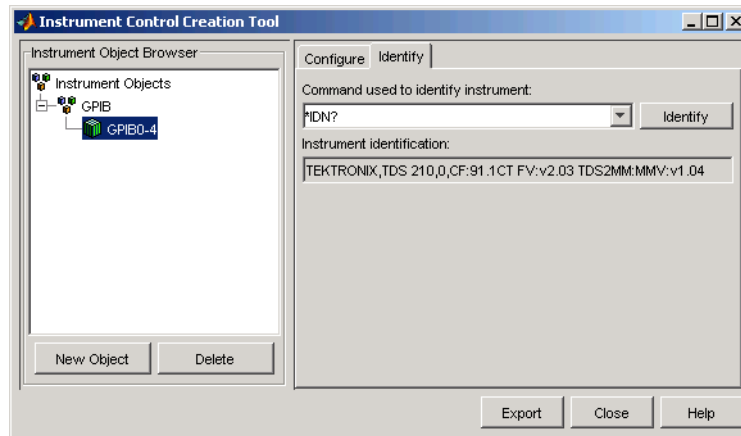 Instrument Control Creation Tool
Instrument Object Browser
Instrument Objects
GPIB
GPIB0-4
New Object
Delete
Configure
Identify
Command used to identify instrument:
*IDN?
Identify
Instrument identification:
TEKTRONIX,TDS 210,0,CF:91.1CT FV:v2.03 TDS2MM:MMV:v1.04
Export
Close
Help